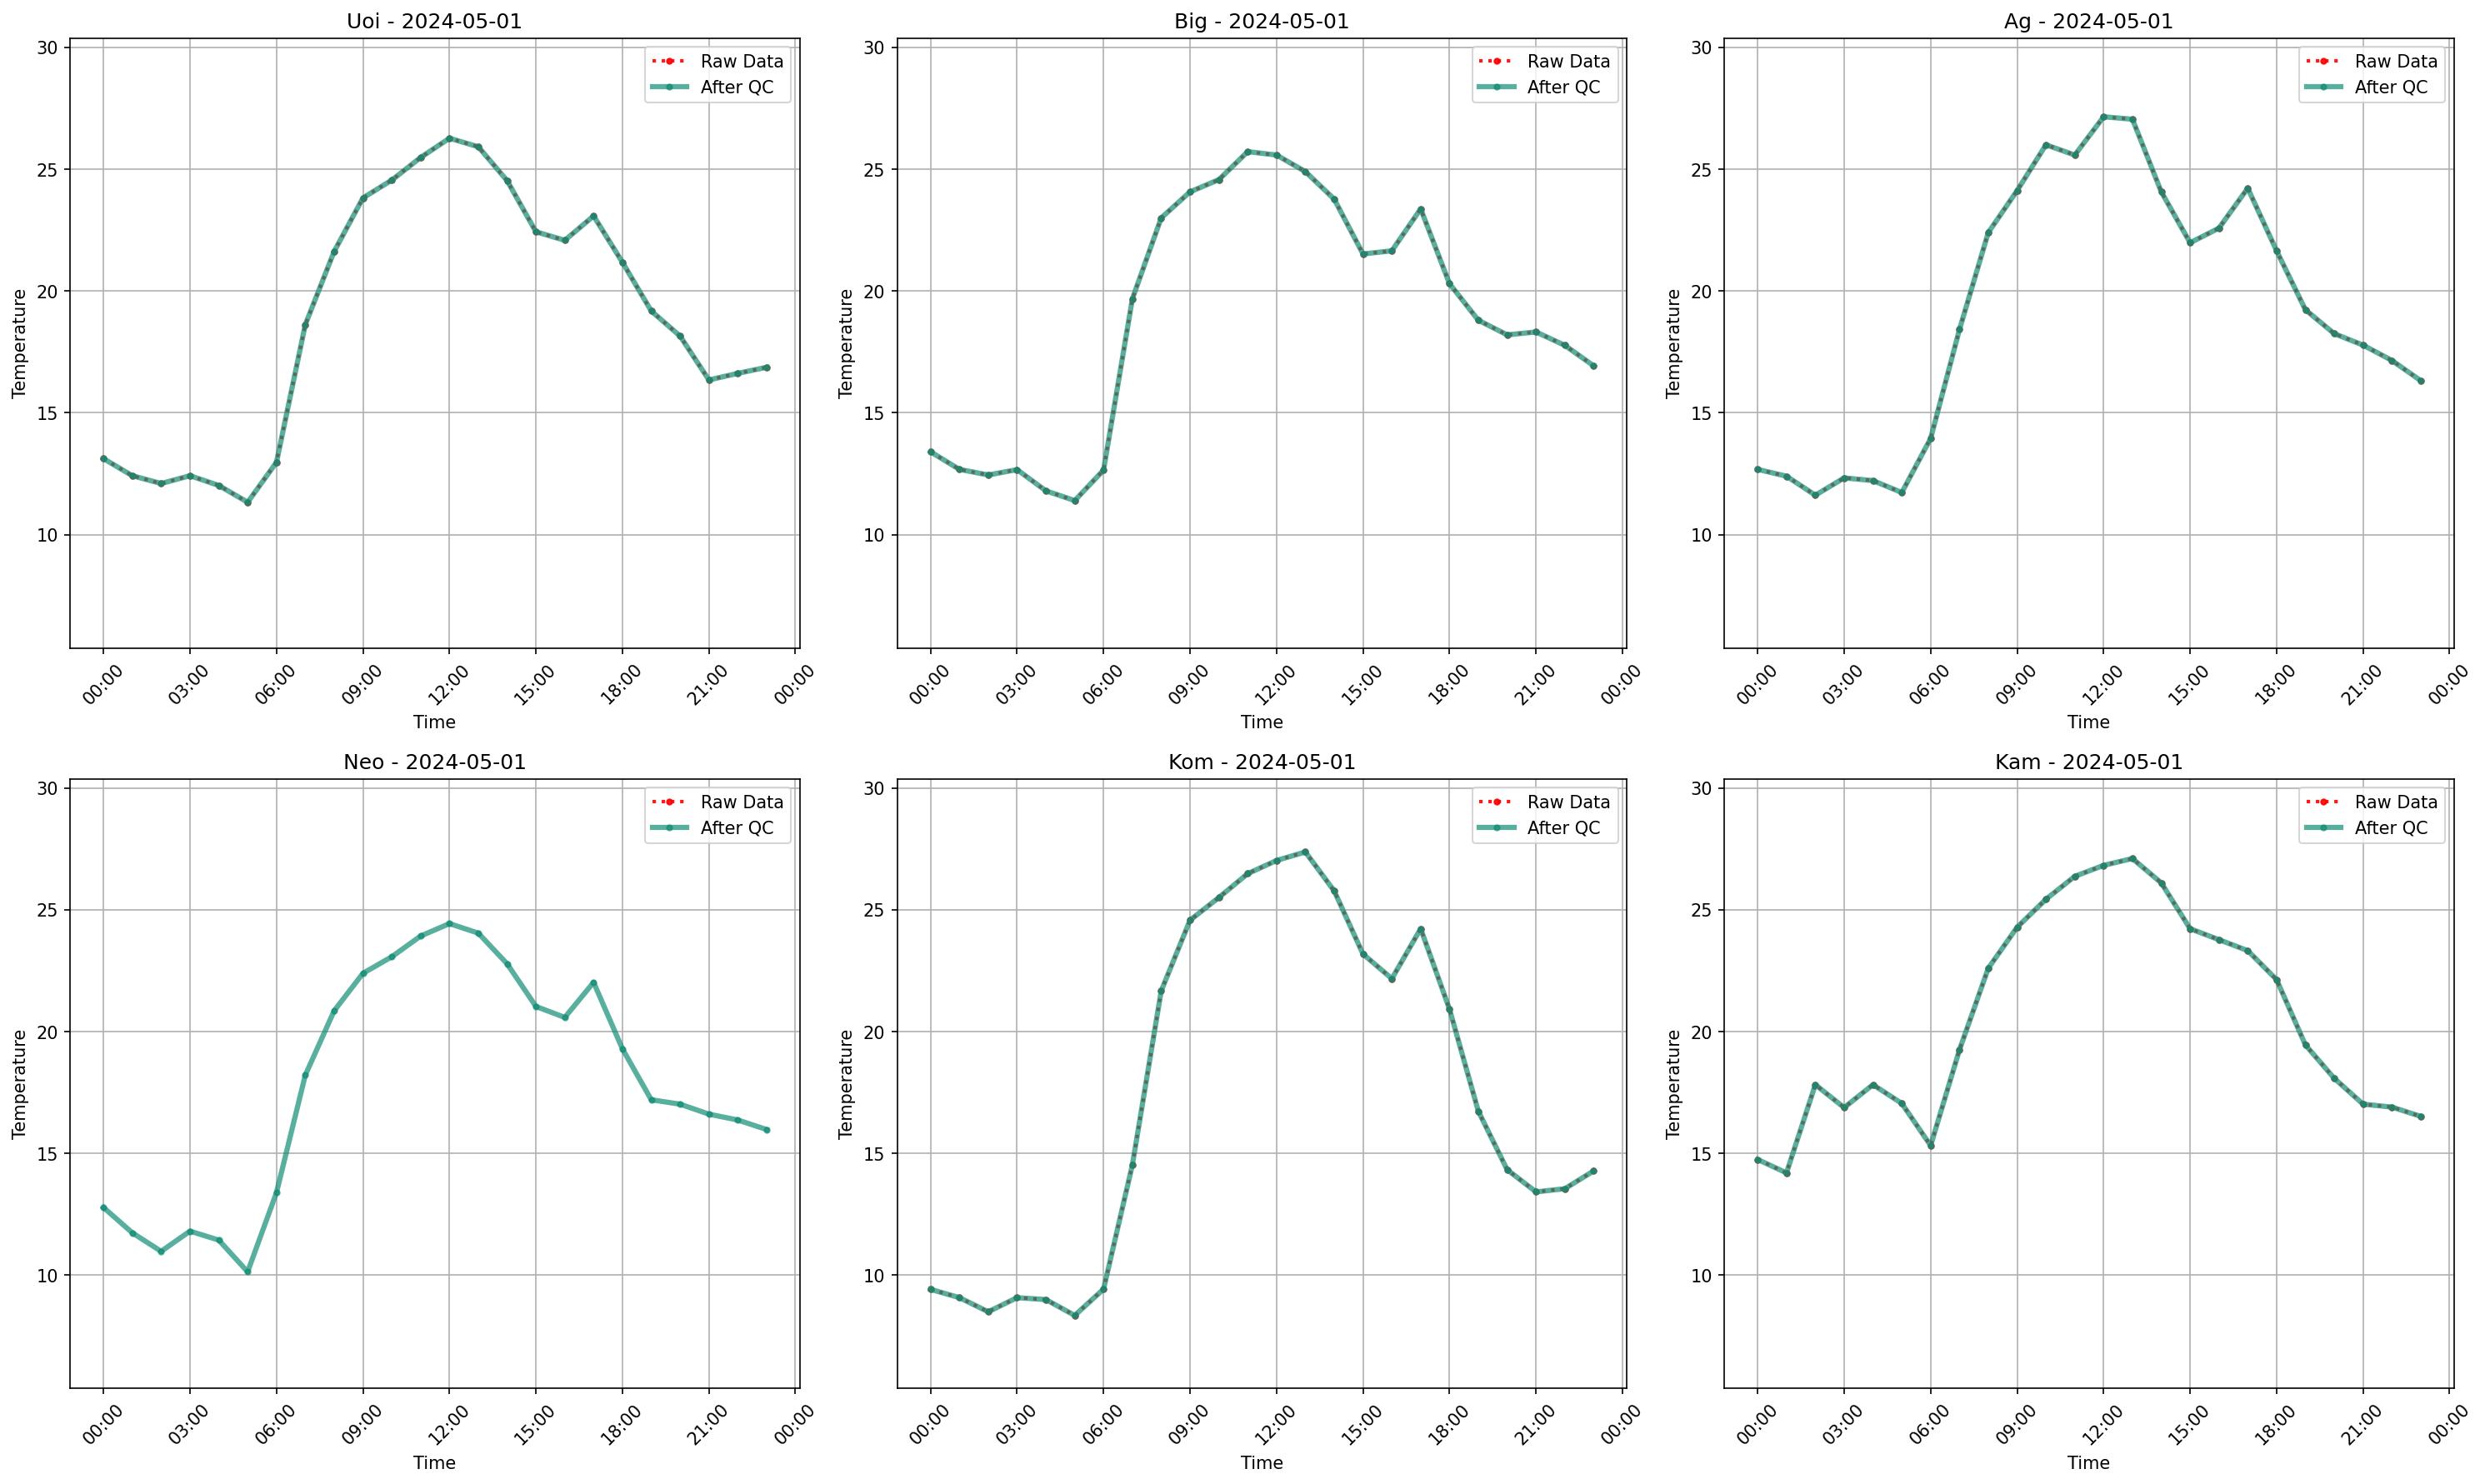 Uoi - 2024-05-01
Raw Data
After QC
Temperature
30
25
20
15
10
00:00
03:00
06:00
09:00
12:00
15:00
18:00
21:00
00:00
Time
Big - 2024-05-01
Raw Data
After QC
Temperature
30
25
20
15
10
00:00
03:00
06:00
09:00
12:00
15:00
18:00
21:00
00:00
Time
Ag - 2024-05-01
Raw Data
After QC
Temperature
30
25
20
15
10
00:00
03:00
06:00
09:00
12:00
15:00
18:00
21:00
00:00
Time
Neo - 2024-05-01
Raw Data
After QC
Temperature
30
25
20
15
10
00:00
03:00
06:00
09:00
12:00
15:00
18:00
21:00
00:00
Time
Kom - 2024-05-01
Raw Data
After QC
Temperature
30
25
20
15
10
00:00
03:00
06:00
09:00
12:00
15:00
18:00
21:00
00:00
Time
Kam - 2024-05-01
Raw Data
After QC
Temperature
30
25
20
15
10
00:00
03:00
06:00
09:00
12:00
15:00
18:00
21:00
00:00
Time